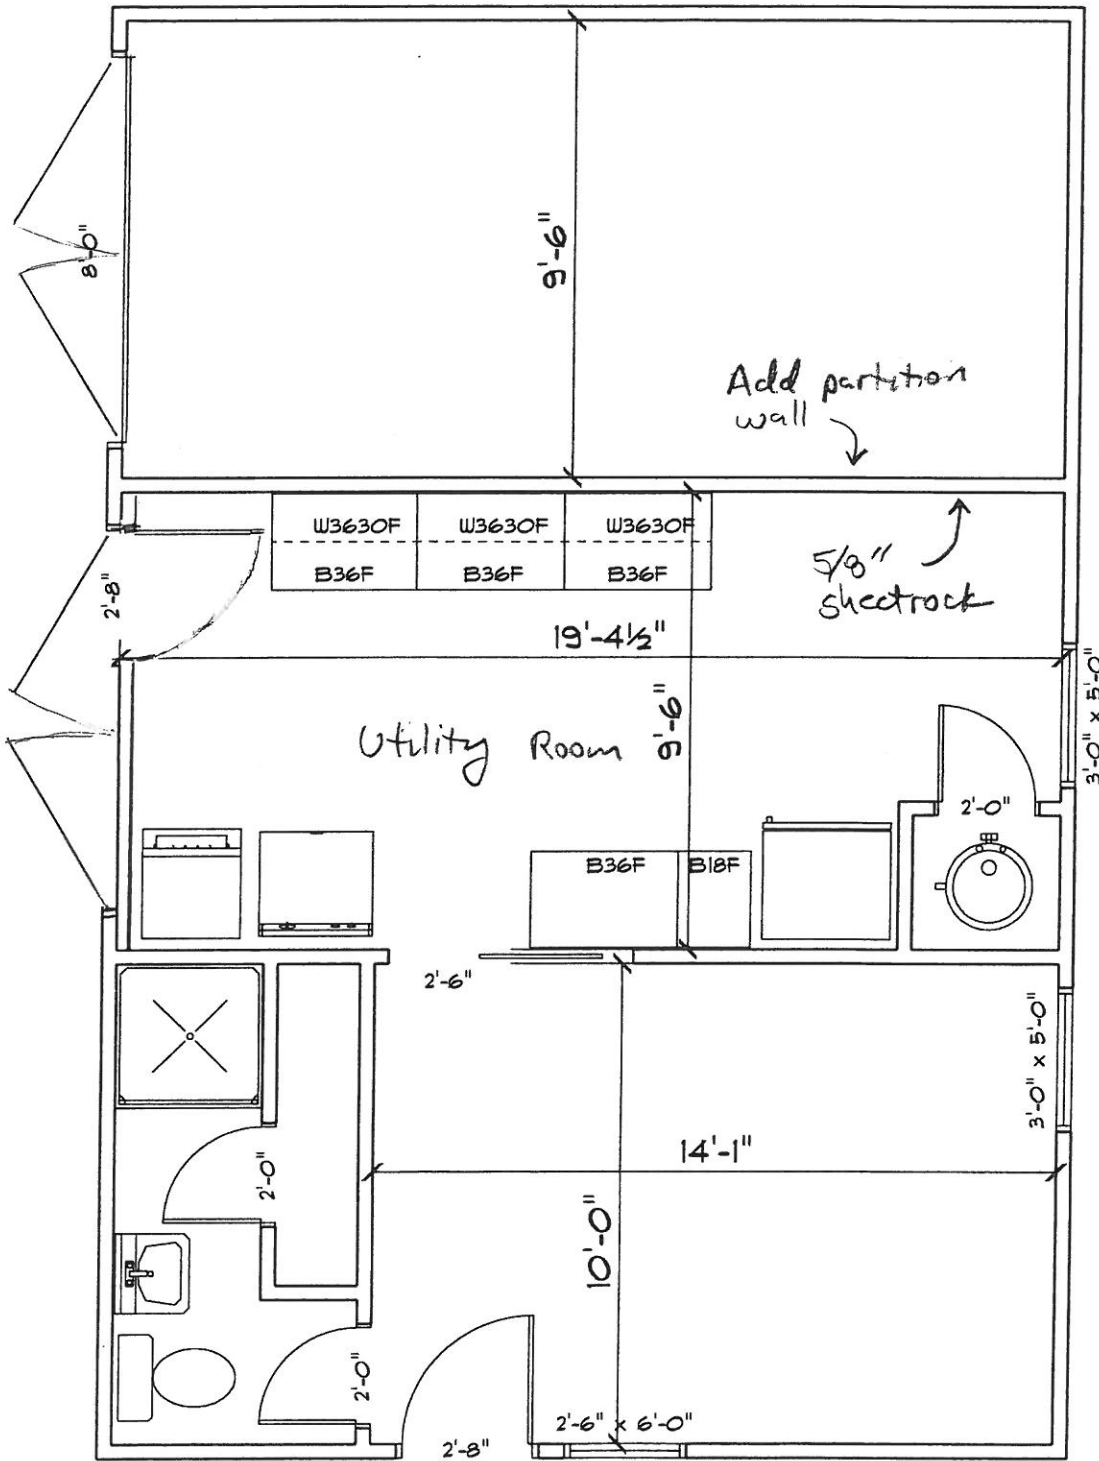 8'-0"
9'-6"
Add partition
wall
W3630F W3630F W3630F
B36F B36F B36F
5/8"
sheetrock
2'-8"
19'-4½"
3'-0" x 5'-0"
Utility Room
9'-6"
2'-0"
B36F B18F
2'-6"
3'-0" x 5'-0"
14'-1"
2'-0"
10'-0"
2'-0"
2'-6" x 6'-0"
2'-8"